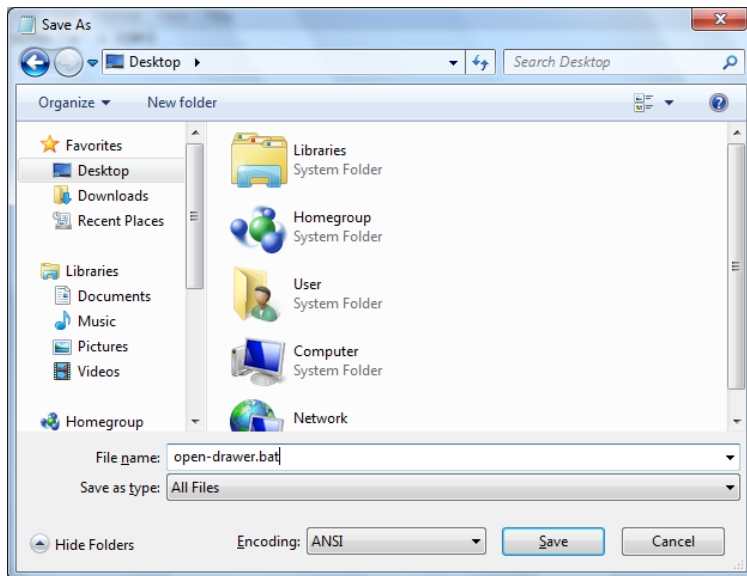 Save As
Desktop
Search Desktop
Organize
New folder
Favorites
Desktop
Downloads
Recent Places
Libraries
Documents
Music
Pictures
Videos
Homegroup
Libraries
System Folder
Homegroup
System Folder
User
System Folder
Computer
System Folder
Network
File name: open-drawer.bat
Save as type: All Files
Hide Folders
Encoding: ANSI
Save
Cancel